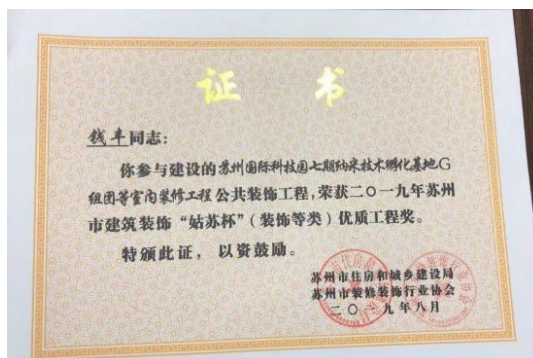 证书
钱丰同志:
你参与建设的苏州国际科技园七期纳米技术孵化基地G
组团等室内装修工程公共装饰工程,荣获二〇一九年苏州
市建筑装饰“姑苏杯”(装饰等类)优质工程奖。
特颁此证,以资鼓励。
苏州市住房和城乡建设局
苏州市装修装饰行业协会
二〇一九年八月